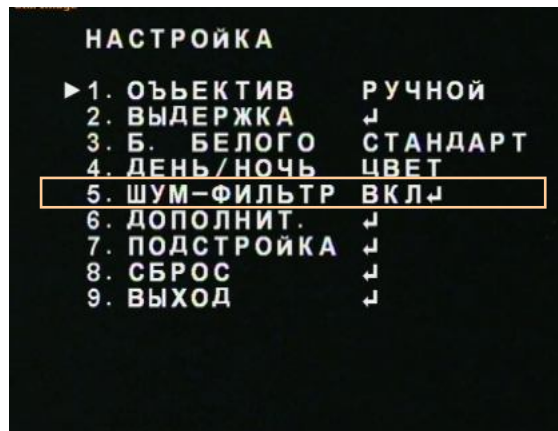 НАСТРОЙКА
►1. ОЪЬЕКТИВ РУЧНОЙ
2. ВЫДЕРЖКА ↲
3. Б. БЕЛОГО СТАНДАРТ
4. ДЕНЬ/НОЧЬ ЦВЕТ
5. ШУМ-ФИЛЬТР ВКЛ↲
6. ДОПОЛНИТ. ↲
7. ПОДСТРОЙКА ↲
8. СБРОС ↲
9. ВЫХОД ↲